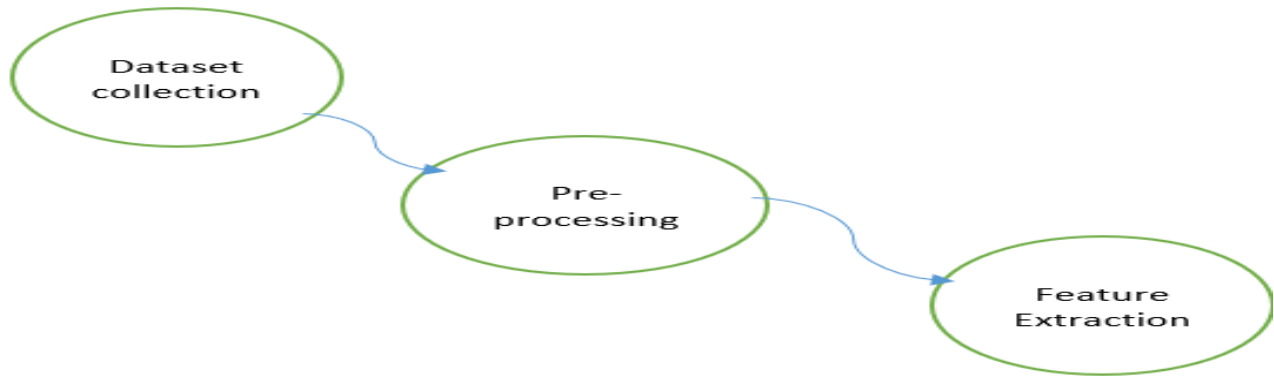 Dataset
collection
Pre-
processing
Feature
Extraction